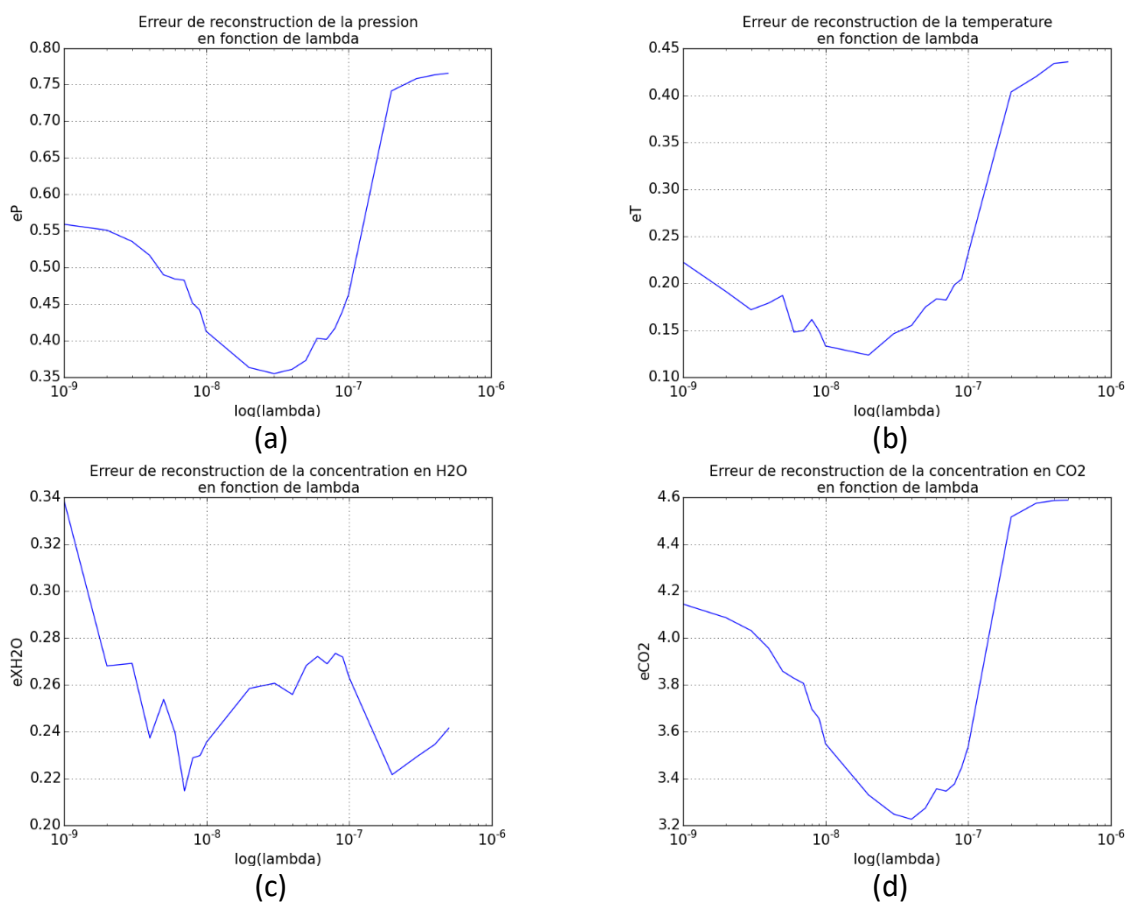 Erreur de reconstruction de la pression
en fonction de lambda
0.80
0.75
0.70
0.65
0.60
0.55
0.50
0.45
0.40
0.35
eP
10-9
10-8
10-7
10-6
log(lambda)
(a)
Erreur de reconstruction de la temperature
en fonction de lambda
0.45
0.40
0.35
0.30
0.25
0.20
0.15
0.10
eT
10-9
10-8
10-7
10-6
log(lambda)
(b)
Erreur de reconstruction de la concentration en H2O
en fonction de lambda
0.34
0.32
0.30
0.28
0.26
0.24
0.22
0.20
eXH2O
10-9
10-8
10-7
10-6
log(lambda)
(c)
Erreur de reconstruction de la concentration en CO2
en fonction de lambda
4.6
4.4
4.2
4.0
3.8
3.6
3.4
3.2
eCO2
10-9
10-8
10-7
10-6
log(lambda)
(d)